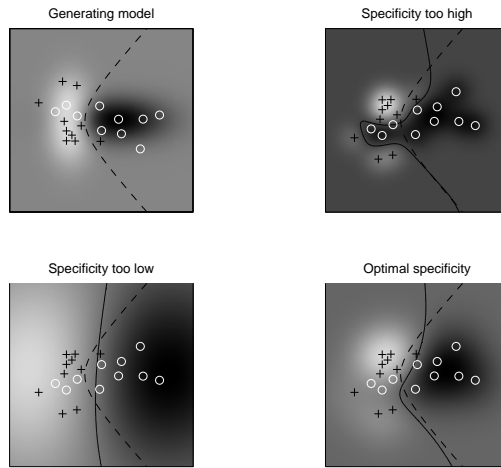 Generating model
Specificity too high
Specificity too low
Optimal specificity